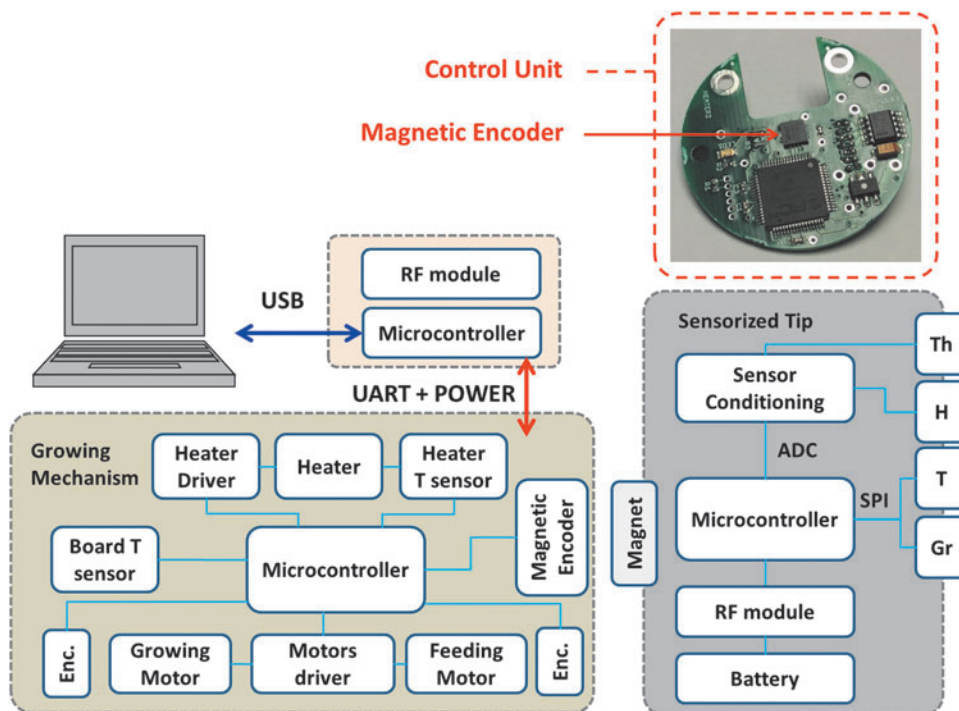 Control Unit
Magnetic Encoder
HEATER2
USB
RF module
Microcontroller
UART + POWER
Growing
Mechanism
Heater
Driver
Heater
Heater
T sensor
Magnetic
Encoder
Board T
sensor
Microcontroller
Enc.
Growing
Motor
Motors
driver
Feeding
Motor
Enc.
Sensorized Tip
Th
Sensor
Conditioning
H
ADC
T
SPI
Microcontroller
Magnet
Gr
RF module
Battery